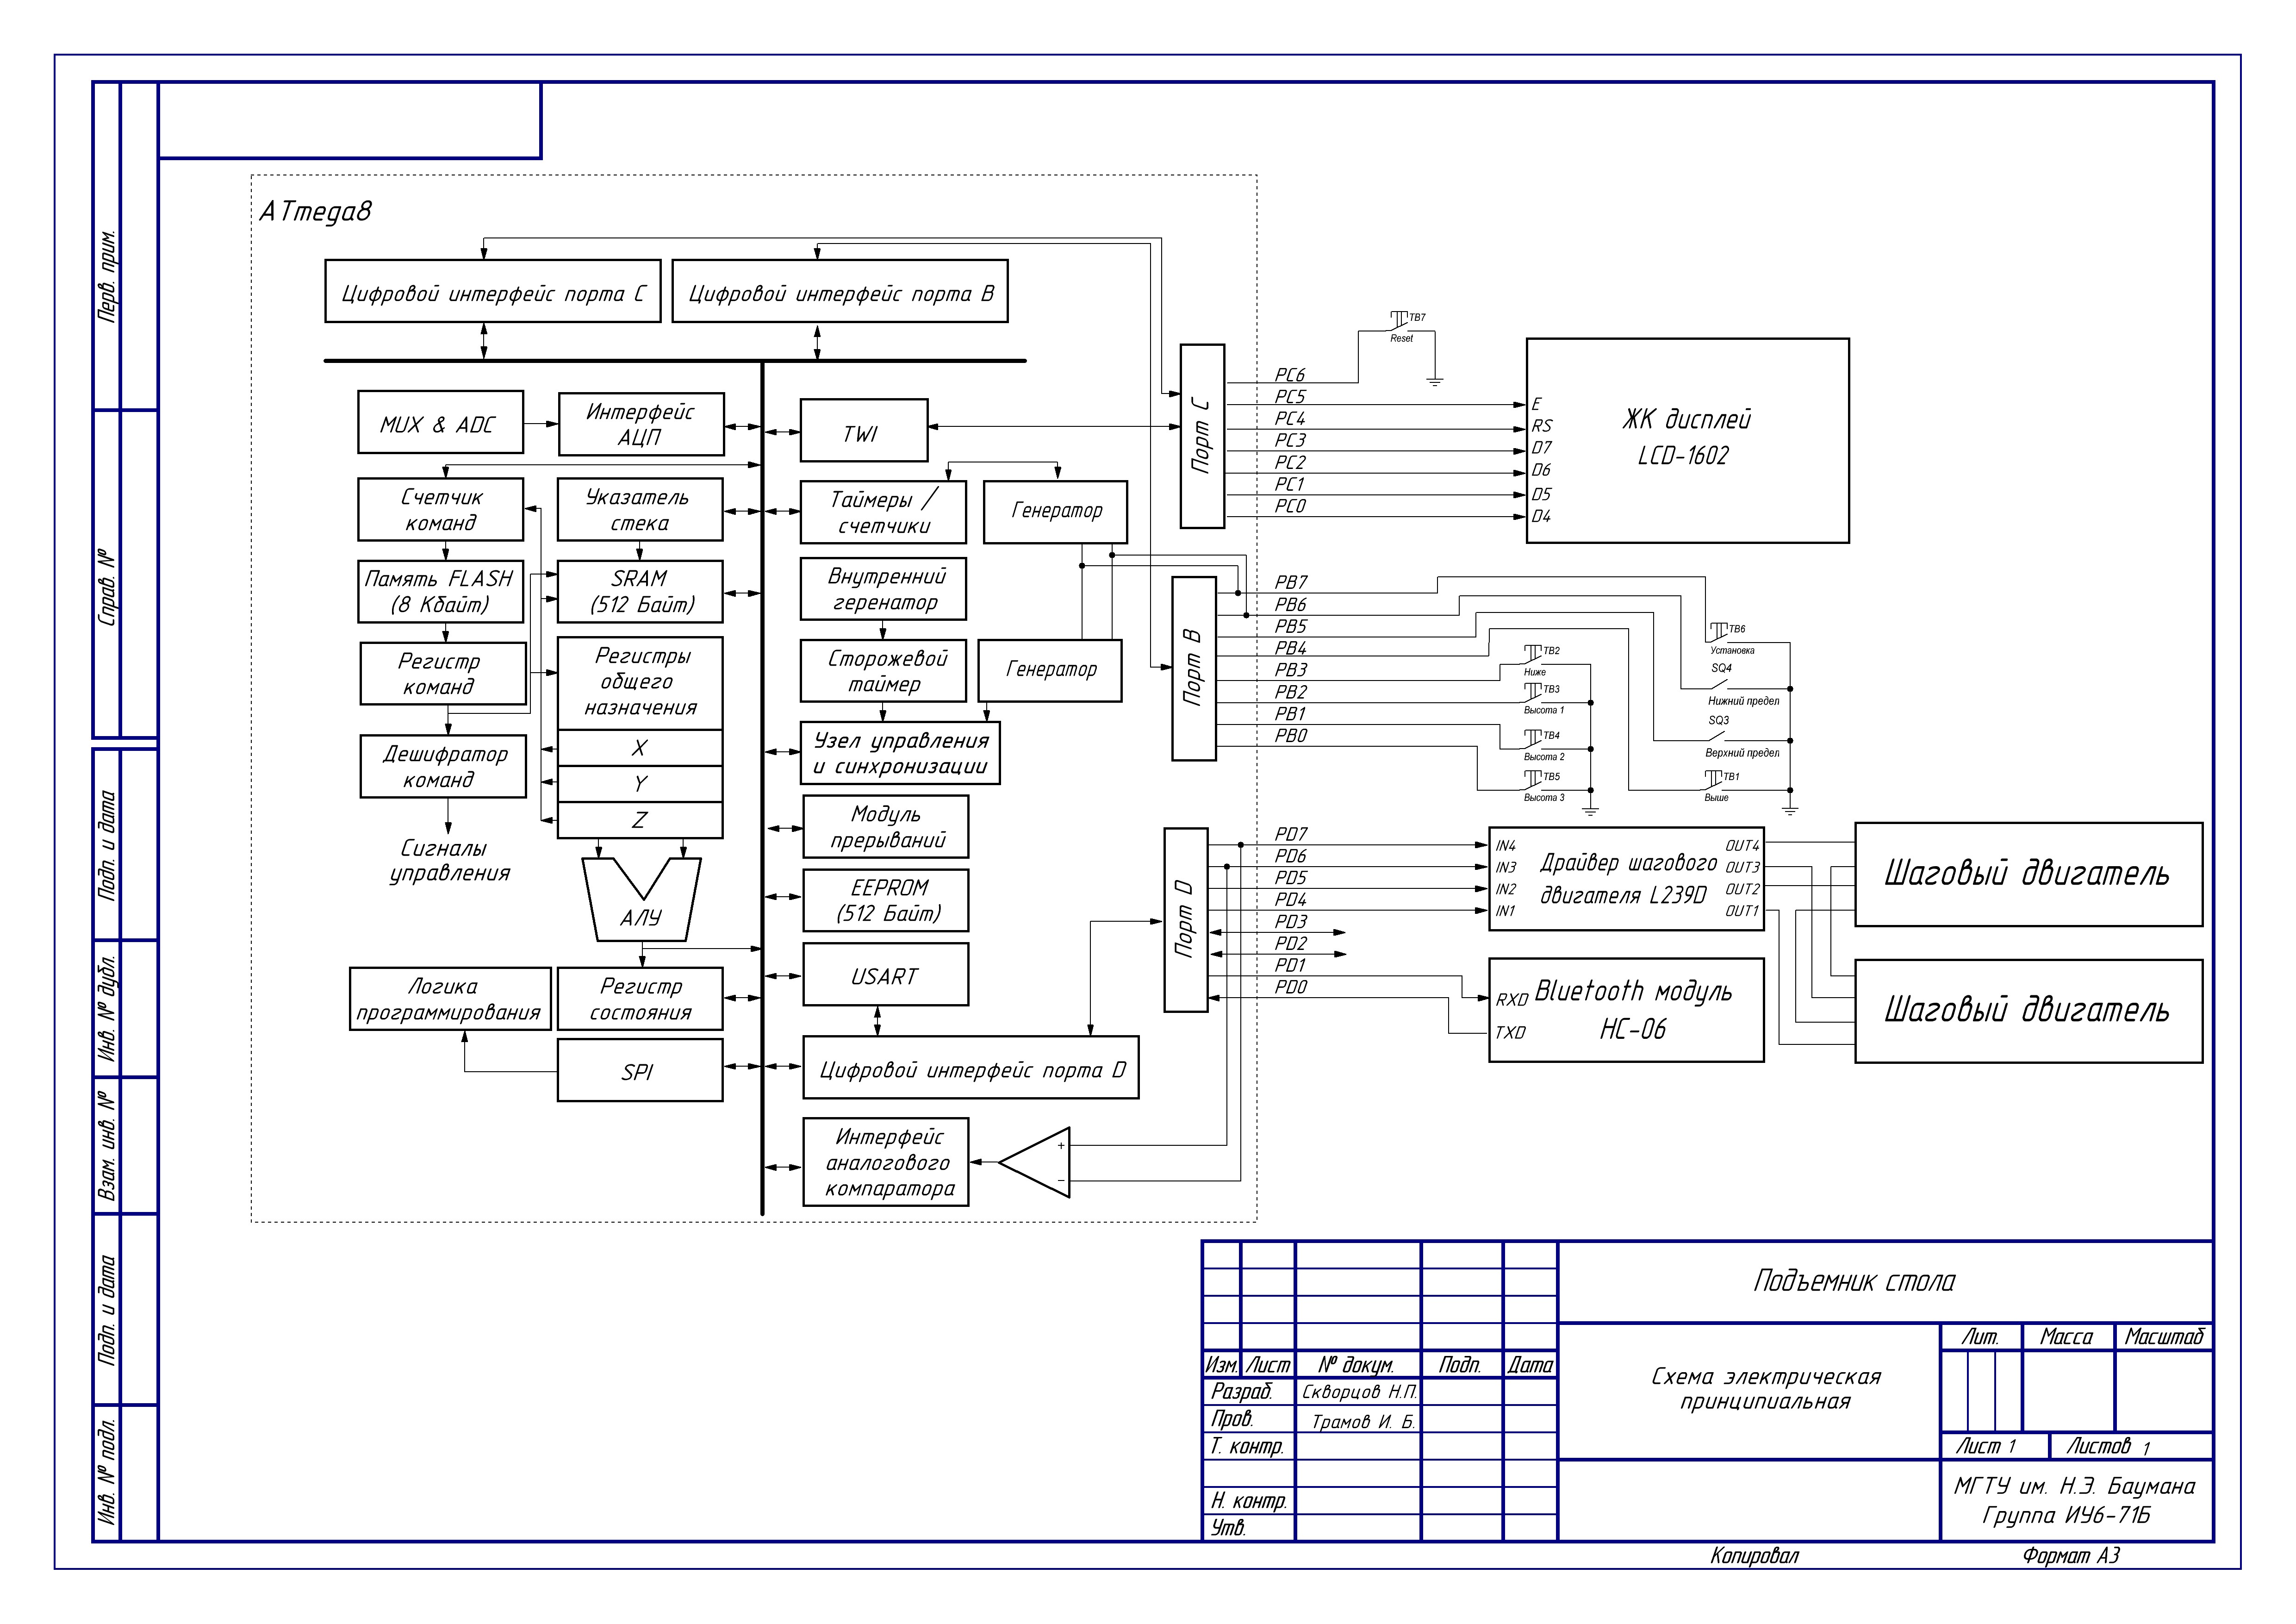 Перв. прим.
Справ. №
Подп. и дата
Инв. № дубл.
Взам. инв. №
Подп. и дата
Инв. № подл.
ATmega8
Цифровой интерфейс порта C
Цифровой интерфейс порта B
MUX & ADC
Интерфейс
АЦП
TWI
Счетчик
команд
Указатель
стека
Таймеры /
счетчики
Генератор
Память FLASH
(8 Кбайт)
SRAM
(512 Байт)
Внутренний
геренатор
Регистр
команд
Регистры
общего
назначения
X
Y
Z
Сторожевой
таймер
Генератор
Дешифратор
команд
Узел управления
и синхронизации
Сигналы
управления
Модуль
прерываний
АЛУ
EEPROM
(512 Байт)
USART
Логика
программирования
Регистр
состояния
SPI
Цифровой интерфейс порта D
Интерфейс
аналогового
компаратора
+
−
Порт C
PC6
PC5
PC4
PC3
PC2
PC1
PC0
TB7
Reset
E
RS
D7
D6
D5
D4
ЖК дисплей
LCD-1602
Порт B
PB7
PB6
PB5
PB4
PB3
PB2
PB1
PB0
TB2
Ниже
TB3
Высота 1
TB4
Высота 2
TB5
Высота 3
TB6
Установка
SQ4
Нижний предел
SQ3
Верхний предел
TB1
Выше
Порт D
PD7
PD6
PD5
PD4
PD3
PD2
PD1
PD0
IN4
IN3
IN2
IN1
Драйвер шагового
двигателя L239D
OUT4
OUT3
OUT2
OUT1
Шаговый двигатель
Шаговый двигатель
RXD
TXD
Bluetooth модуль
HC-06
Подъемник стола
Схема электрическая
принципиальная
Лит. Масса Масштаб
Изм. Лист № докум. Подп. Дата
Разраб. Скворцов Н.П.
Пров. Трамов И. Б.
Т. контр.
Н. контр.
Утв.
Лист 1 Листов 1
МГТУ им. Н.Э. Баумана
Группа ИУ6-71Б
Копировал Формат А3